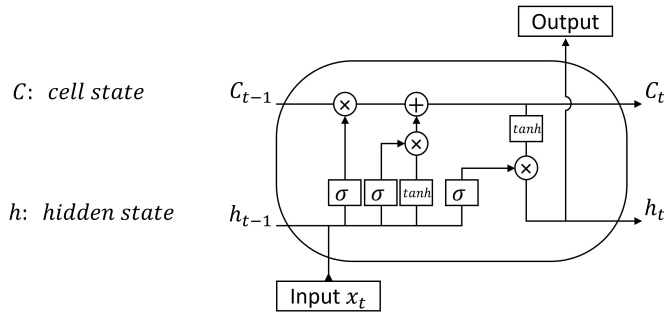 Output
C: cell state
C_{t-1}
×
+
C_t
tanh
×
×
σ
σ
tanh
σ
h: hidden state
h_{t-1}
h_t
Input x_t